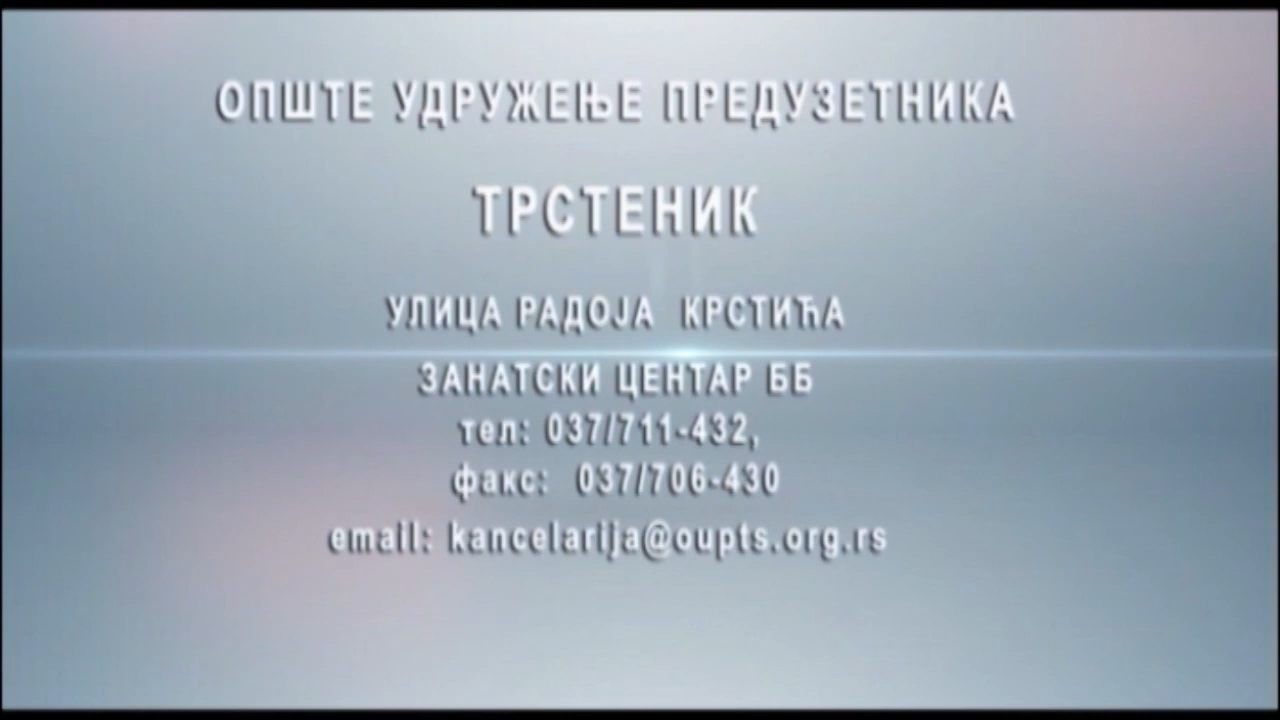 ОПШТЕ УДРУЖЕЊЕ ПРЕДУЗЕТНИКА
ТРСТЕНИК
УЛИЦА РАДОЈА КРСТИЋА
ЗАНАТСКИ ЦЕНТАР ББ
тел: 037/711-432,
факс: 037/706-430
email: kancelarija@oupts.org.rs